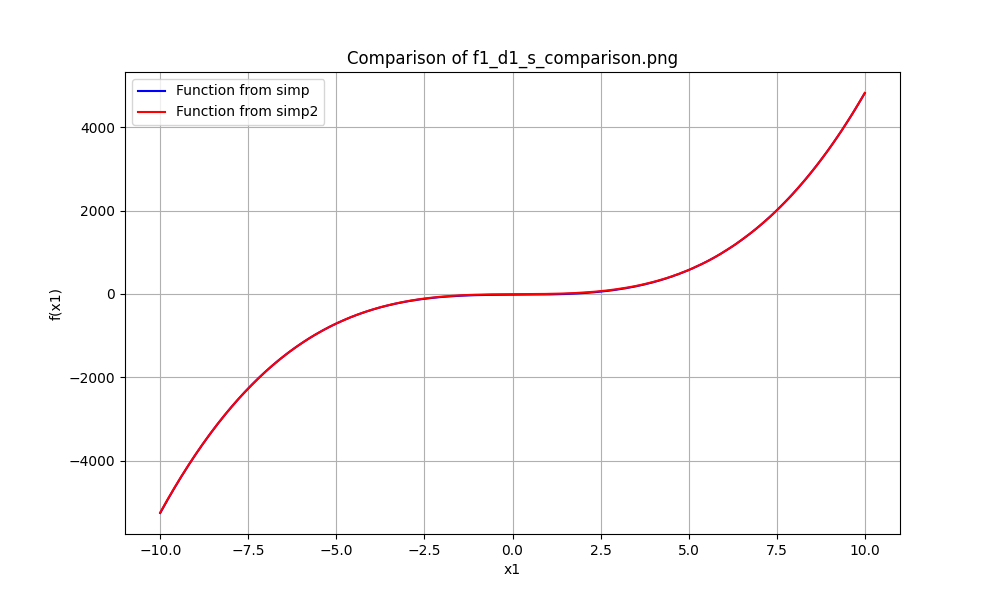 Comparison of f1_d1_s_comparison.png
Function from simp
Function from simp2
4000
2000
0
−2000
−4000
f(x1)
−10.0 −7.5 −5.0 −2.5 0.0 2.5 5.0 7.5 10.0
x1